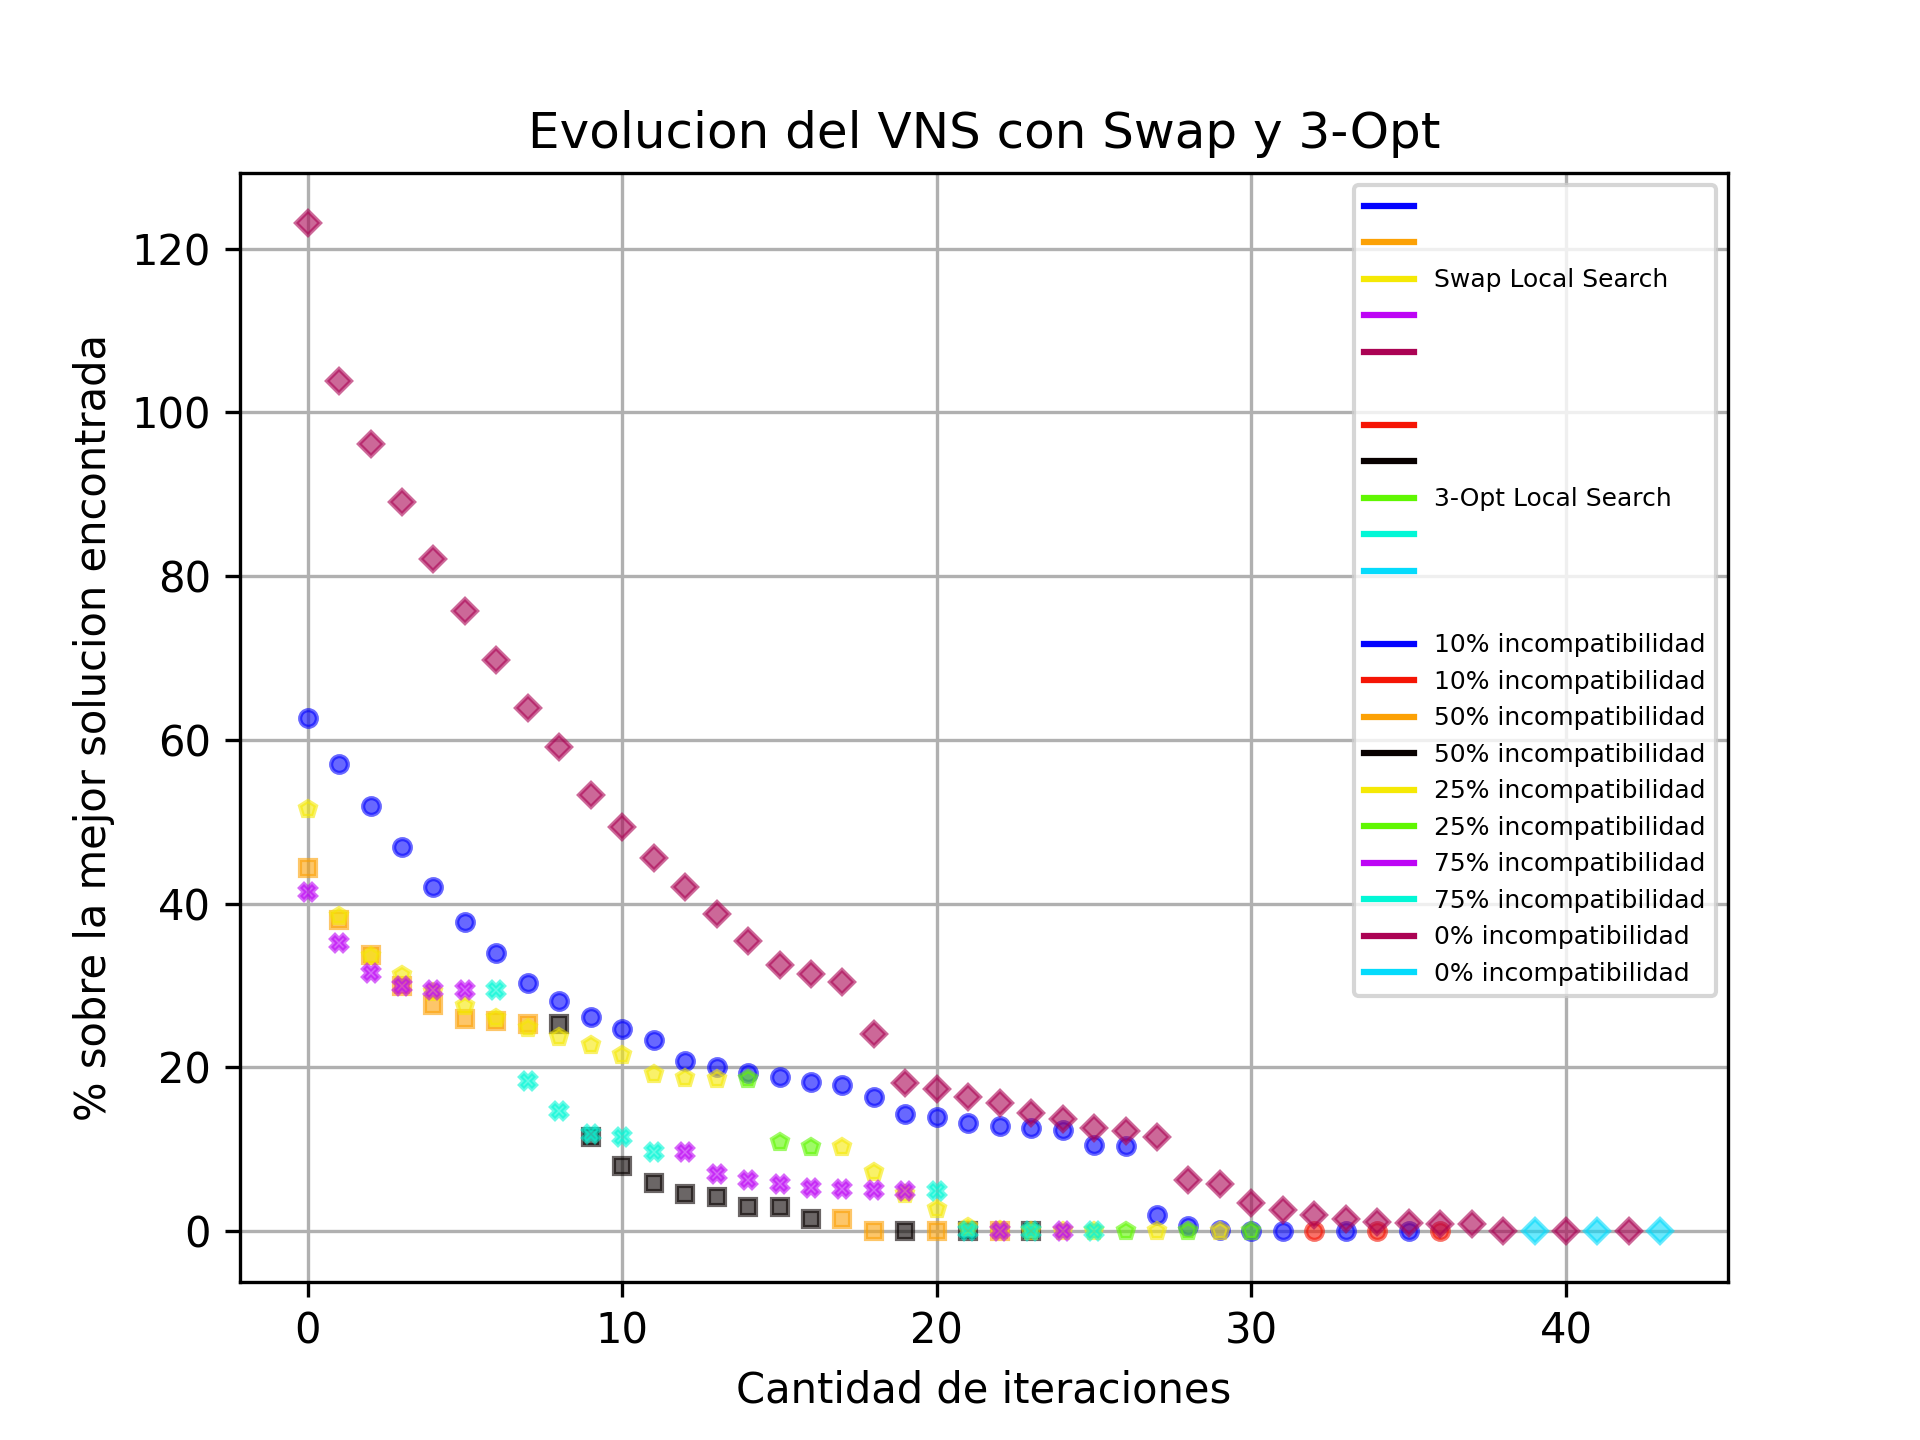 Evolucion del VNS con Swap y 3-Opt
% sobre la mejor solucion encontrada
120
100
80
60
40
20
0
0 10 20 30 40
Cantidad de iteraciones
Swap Local Search
3-Opt Local Search
10% incompatibilidad
10% incompatibilidad
50% incompatibilidad
50% incompatibilidad
25% incompatibilidad
25% incompatibilidad
75% incompatibilidad
75% incompatibilidad
0% incompatibilidad
0% incompatibilidad